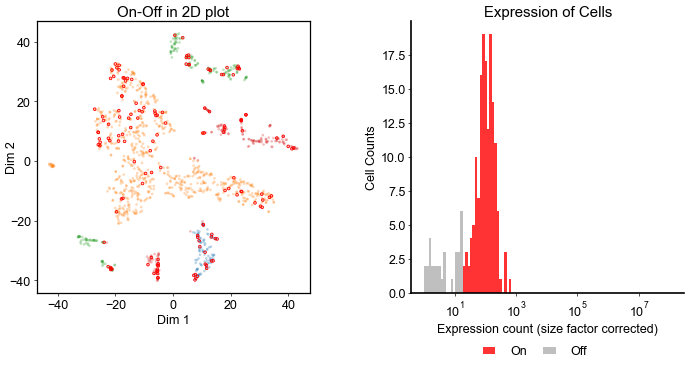 On-Off in 2D plot
40
20
0
−20
−40
Dim 2
−40 −20 0 20 40
Dim 1
Expression of Cells
17.5
15.0
12.5
10.0
7.5
5.0
2.5
0.0
Cell Counts
10^1 10^3 10^5 10^7
Expression count (size factor corrected)
On Off